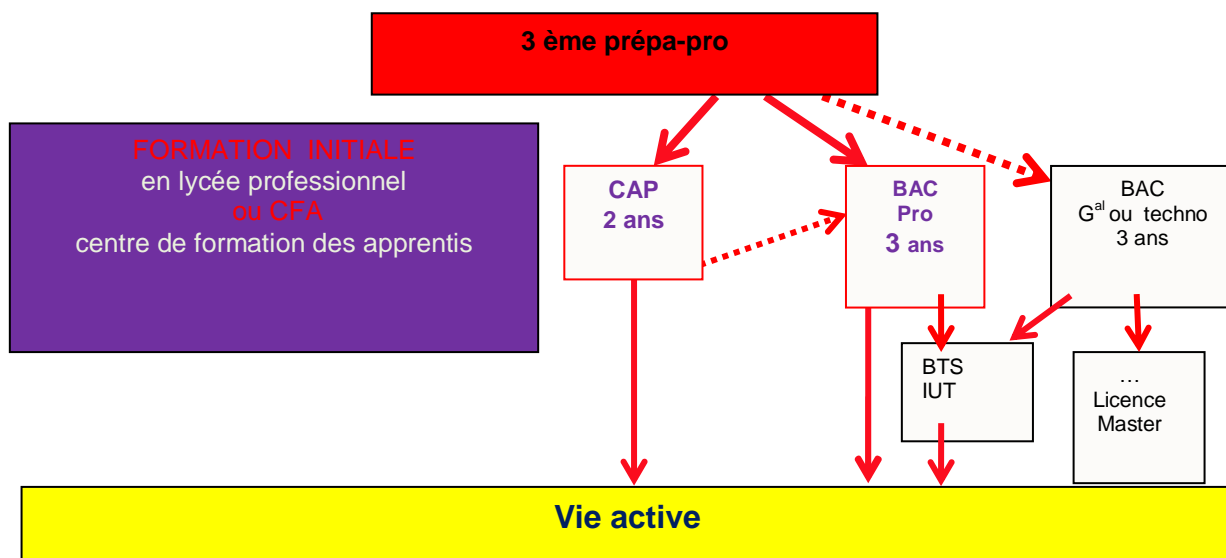 3 ème prépa-pro
FORMATION INITIALE
en lycée professionnel
ou CFA
centre de formation des apprentis
CAP
2 ans
BAC
Pro
3 ans
BAC
Gal ou techno
3 ans
BTS
IUT
…
Licence
Master
Vie active